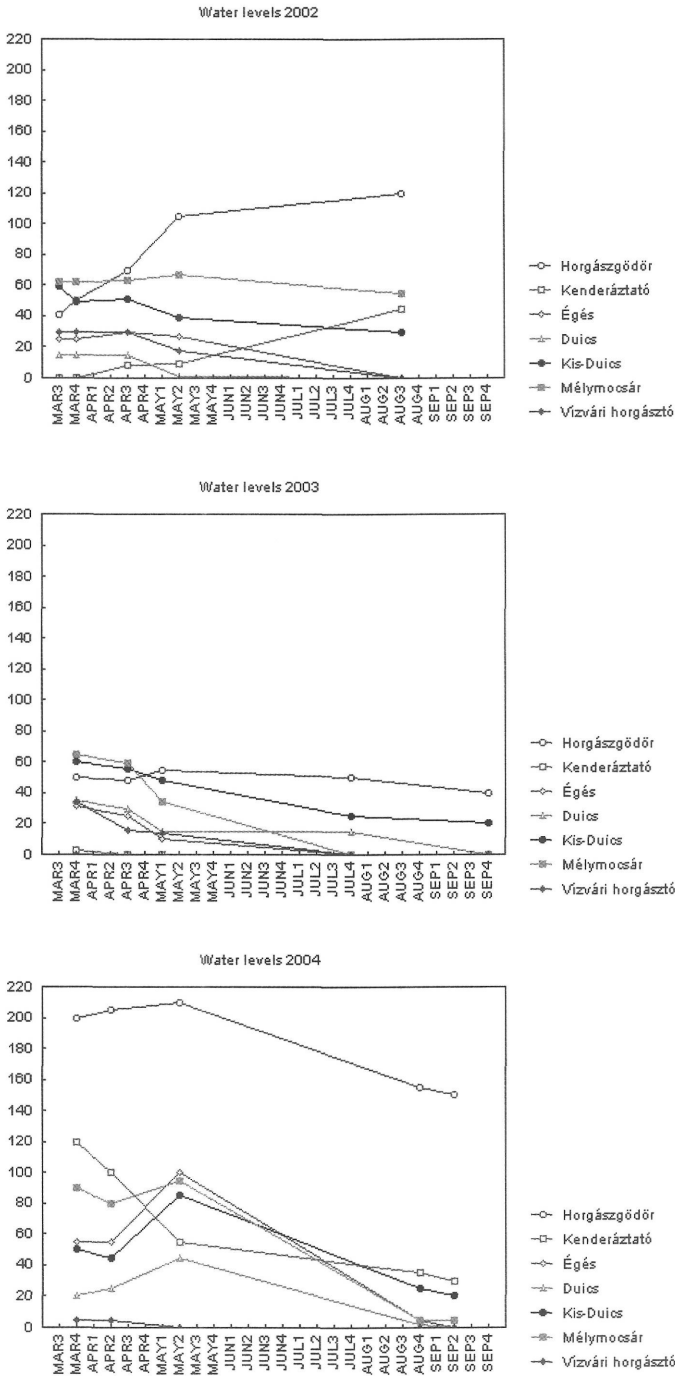 Water levels 2002
220
200
180
160
140
120
100
80
60
40
20
0
MAR3 MAR4 APR1 APR2 APR3 APR4 MAY1 MAY2 MAY3 MAY4 JUN1 JUN2 JUN3 JUN4 JUL1 JUL2 JUL3 JUL4 AUG1 AUG2 AUG3 AUG4 SEP1 SEP2 SEP3 SEP4
Horgászgödör
Kenderáztató
Égés
Duics
Kis-Duics
Mélymocsár
Vízvári horgásztó
Water levels 2003
220
200
180
160
140
120
100
80
60
40
20
0
MAR3 MAR4 APR1 APR2 APR3 APR4 MAY1 MAY2 MAY3 MAY4 JUN1 JUN2 JUN3 JUN4 JUL1 JUL2 JUL3 JUL4 AUG1 AUG2 AUG3 AUG4 SEP1 SEP2 SEP3 SEP4
Horgászgödör
Kenderáztató
Égés
Duics
Kis-Duics
Mélymocsár
Vízvári horgásztó
Water levels 2004
220
200
180
160
140
120
100
80
60
40
20
0
MAR3 MAR4 APR1 APR2 APR3 APR4 MAY1 MAY2 MAY3 MAY4 JUN1 JUN2 JUN3 JUN4 JUL1 JUL2 JUL3 JUL4 AUG1 AUG2 AUG3 AUG4 SEP1 SEP2 SEP3 SEP4
Horgászgödör
Kenderáztató
Égés
Duics
Kis-Duics
Mélymocsár
Vízvári horgásztó